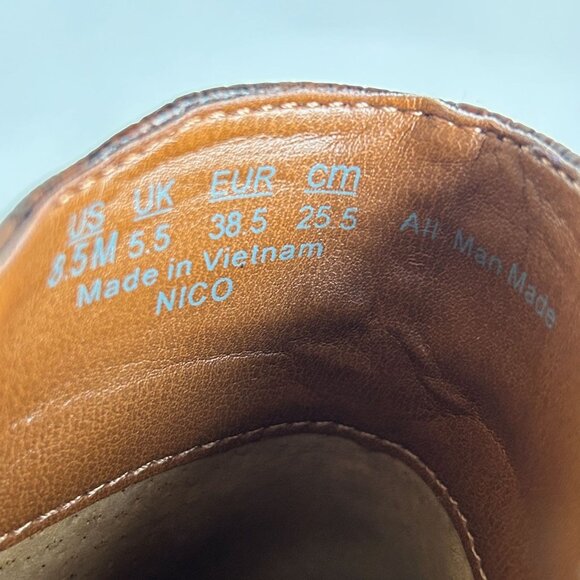 US UK EUR cm
8.5M 5.5 38.5 25.5
Made in Vietnam
NICO
All Man Made